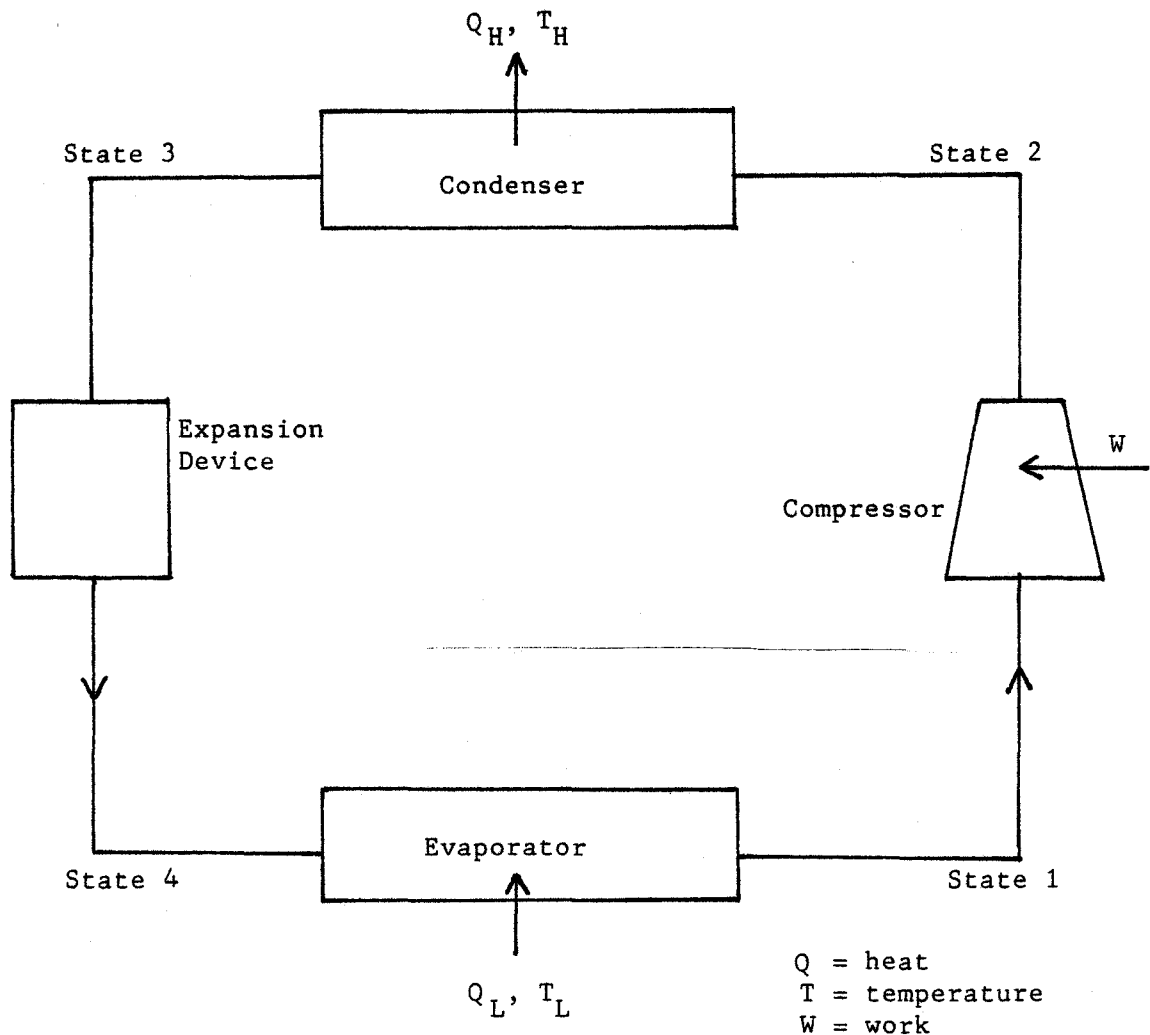 Q_H, T_H
State 3
State 2
Condenser
Expansion
Device
W
Compressor
Evaporator
State 4
State 1
Q_L, T_L
Q = heat
T = temperature
W = work